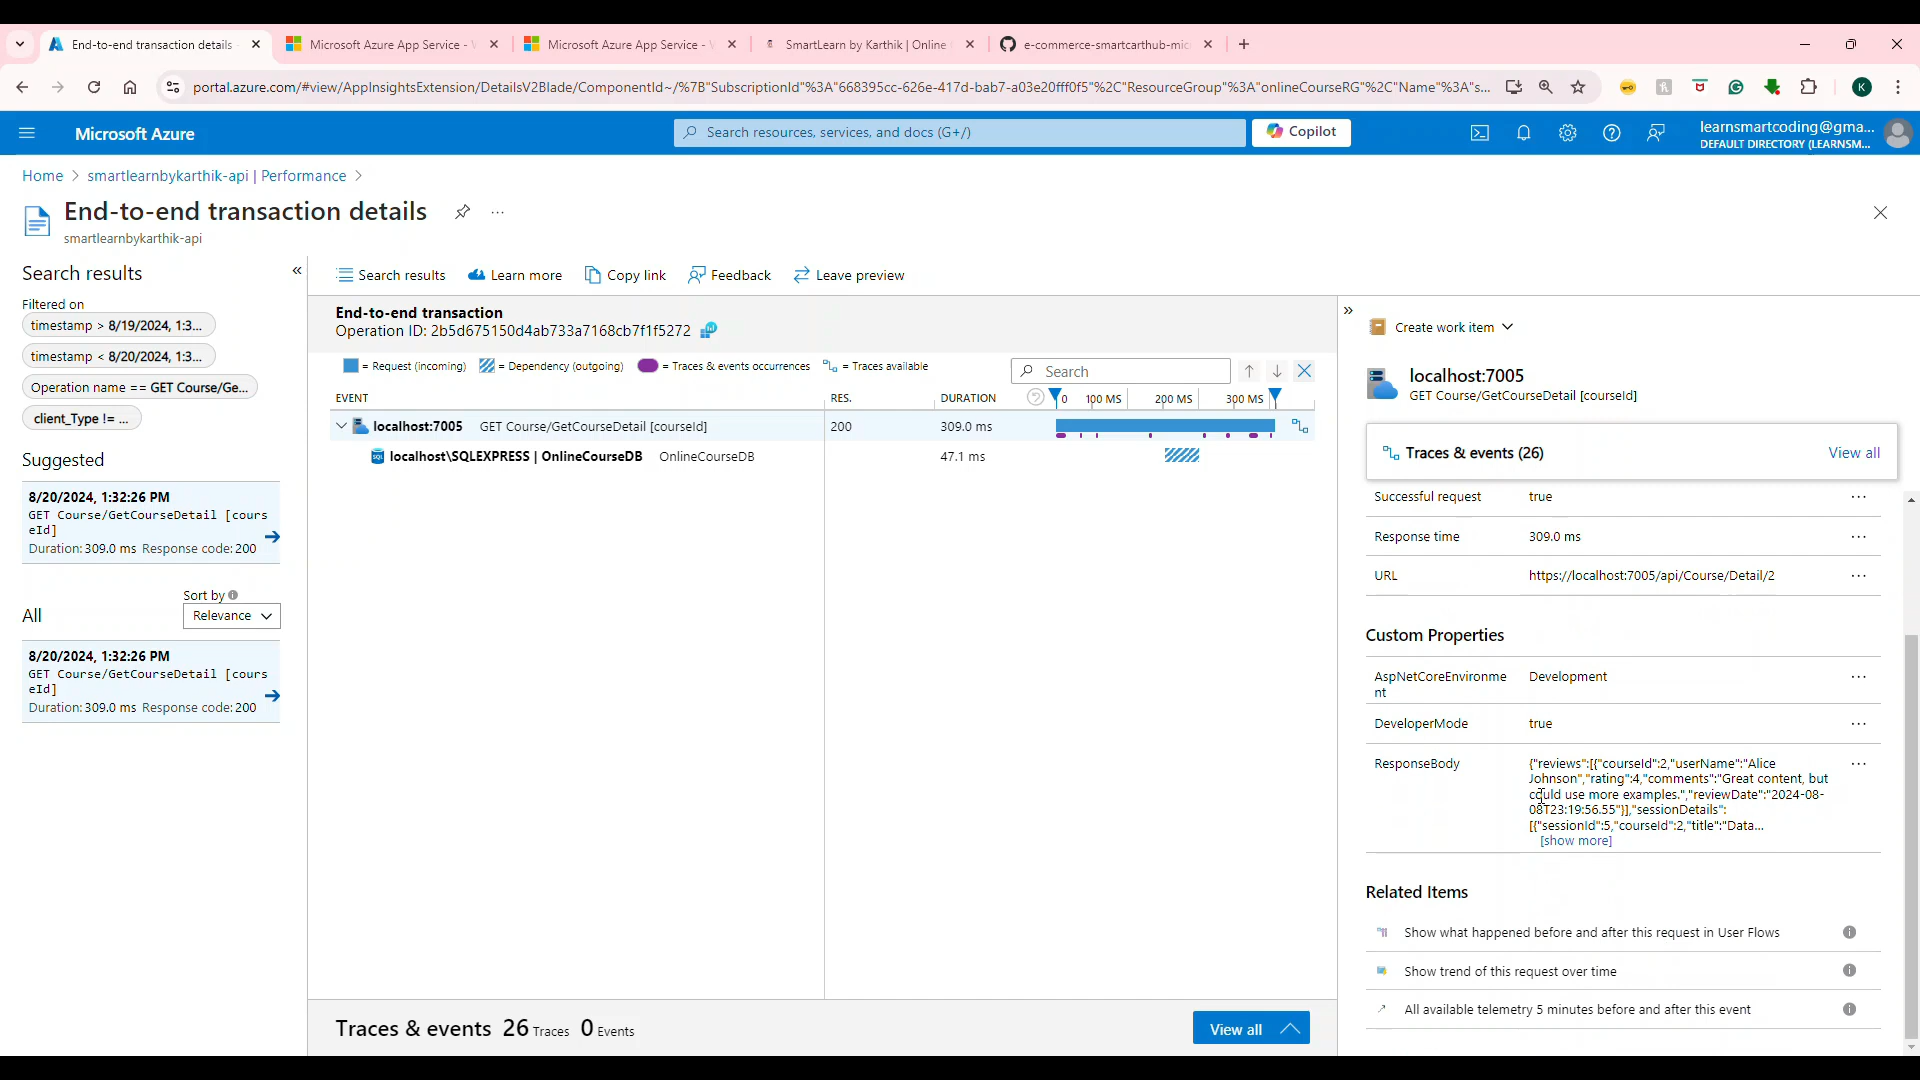 End-to-end transaction details
Microsoft Azure App Service - V
Microsoft Azure App Service - V
SmartLearn by Karthik | Online
e-commerce-smartcarthub-mic
portal.azure.com/#view/AppInsightsExtension/DetailsV2Blade/ComponentId~/%7B"SubscriptionId"%3A"668395cc-626e-417d-bab7-a03e20fff0f5"%2C"ResourceGroup"%3A"onlineCourseRG"%2C"Name"%3A"s...
K
Microsoft Azure
Search resources, services, and docs (G+/)
Copilot
learnsmartcoding@gma...
DEFAULT DIRECTORY (LEARNSM...
Home > smartlearnbykarthik-api | Performance >
End-to-end transaction details
smartlearnbykarthik-api
Search results
Filtered on
timestamp > 8/19/2024, 1:3...
timestamp < 8/20/2024, 1:3...
Operation name == GET Course/Ge...
client_Type != ...
Suggested
8/20/2024, 1:32:26 PM
GET Course/GetCourseDetail [cours
eId]
Duration: 309.0 ms Response code: 200
Sort by
All
Relevance
8/20/2024, 1:32:26 PM
GET Course/GetCourseDetail [cours
eId]
Duration: 309.0 ms Response code: 200
Search results
Learn more
Copy link
Feedback
Leave preview
End-to-end transaction
Operation ID: 2b5d675150d4ab733a7168cb7f1f5272
= Request (incoming)
= Dependency (outgoing)
= Traces & events occurrences
= Traces available
Search
EVENT RES. DURATION 0 100 MS 200 MS 300 MS
localhost:7005 GET Course/GetCourseDetail [courseId] 200 309.0 ms
SQL localhost\SQLEXPRESS | OnlineCourseDB OnlineCourseDB 47.1 ms
Traces & events 26 Traces 0 Events
View all
Create work item
localhost:7005
GET Course/GetCourseDetail [courseId]
Traces & events (26) View all
Successful request true ...
Response time 309.0 ms ...
URL https://localhost:7005/api/Course/Detail/2 ...
Custom Properties
AspNetCoreEnvironme Development ...
nt
DeveloperMode true ...
ResponseBody {"reviews":[{"courseId":2,"userName":"Alice ...
Johnson","rating":4,"comments":"Great content, but
could use more examples.","reviewDate":"2024-08-
08T23:19:56.55"}],"sessionDetails":
[{"sessionId":5,"courseId":2,"title":"Data...
[show more]
Related Items
Show what happened before and after this request in User Flows
Show trend of this request over time
All available telemetry 5 minutes before and after this event